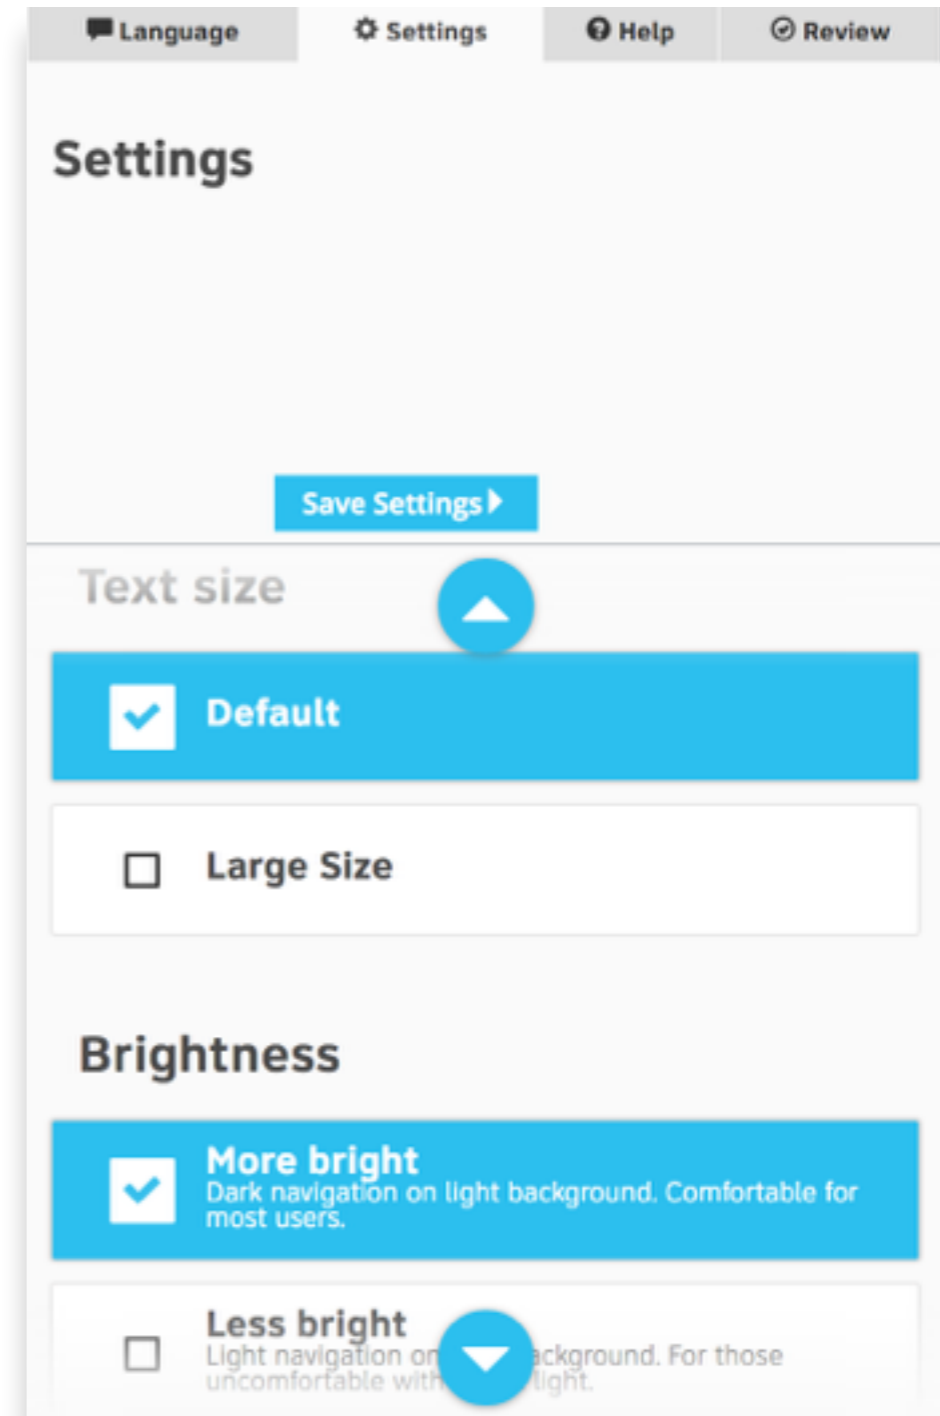 Language Settings Help Review
Settings
Save Settings
Text size
Default
Large Size
Brightness
More bright
Dark navigation on light background. Comfortable for
most users.
Less bright
Light navigation on ackground. For those
uncomfortable with light.